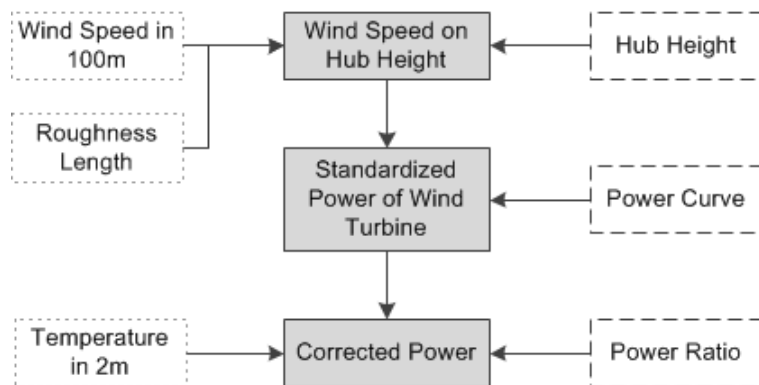 Wind Speed in
100m
Wind Speed on
Hub Height
Hub Height
Roughness
Length
Standardized
Power of Wind
Turbine
Power Curve
Temperature
in 2m
Corrected Power
Power Ratio